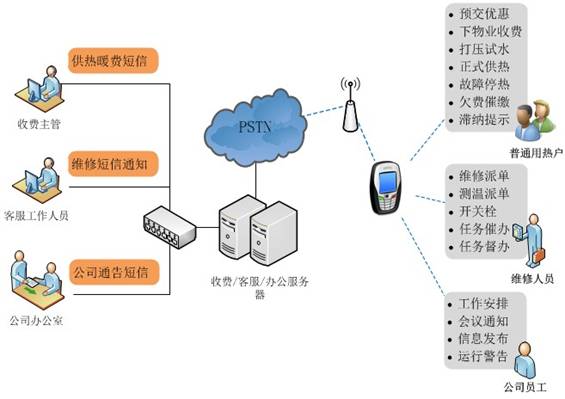 供热暖费短信
收费主管
维修短信通知
客服工作人员
公司通告短信
公司办公室
PSTN
收费/客服/办公服务
器
• 预交优惠
• 下物业收费
• 打压试水
• 正式供热
• 故障停热
• 欠费催缴
• 滞纳提示
普通用热户
• 维修派单
• 测温派单
• 开关栓
• 任务催办
• 任务督办
维修人员
• 工作安排
• 会议通知
• 信息发布
• 运行警告
公司员工